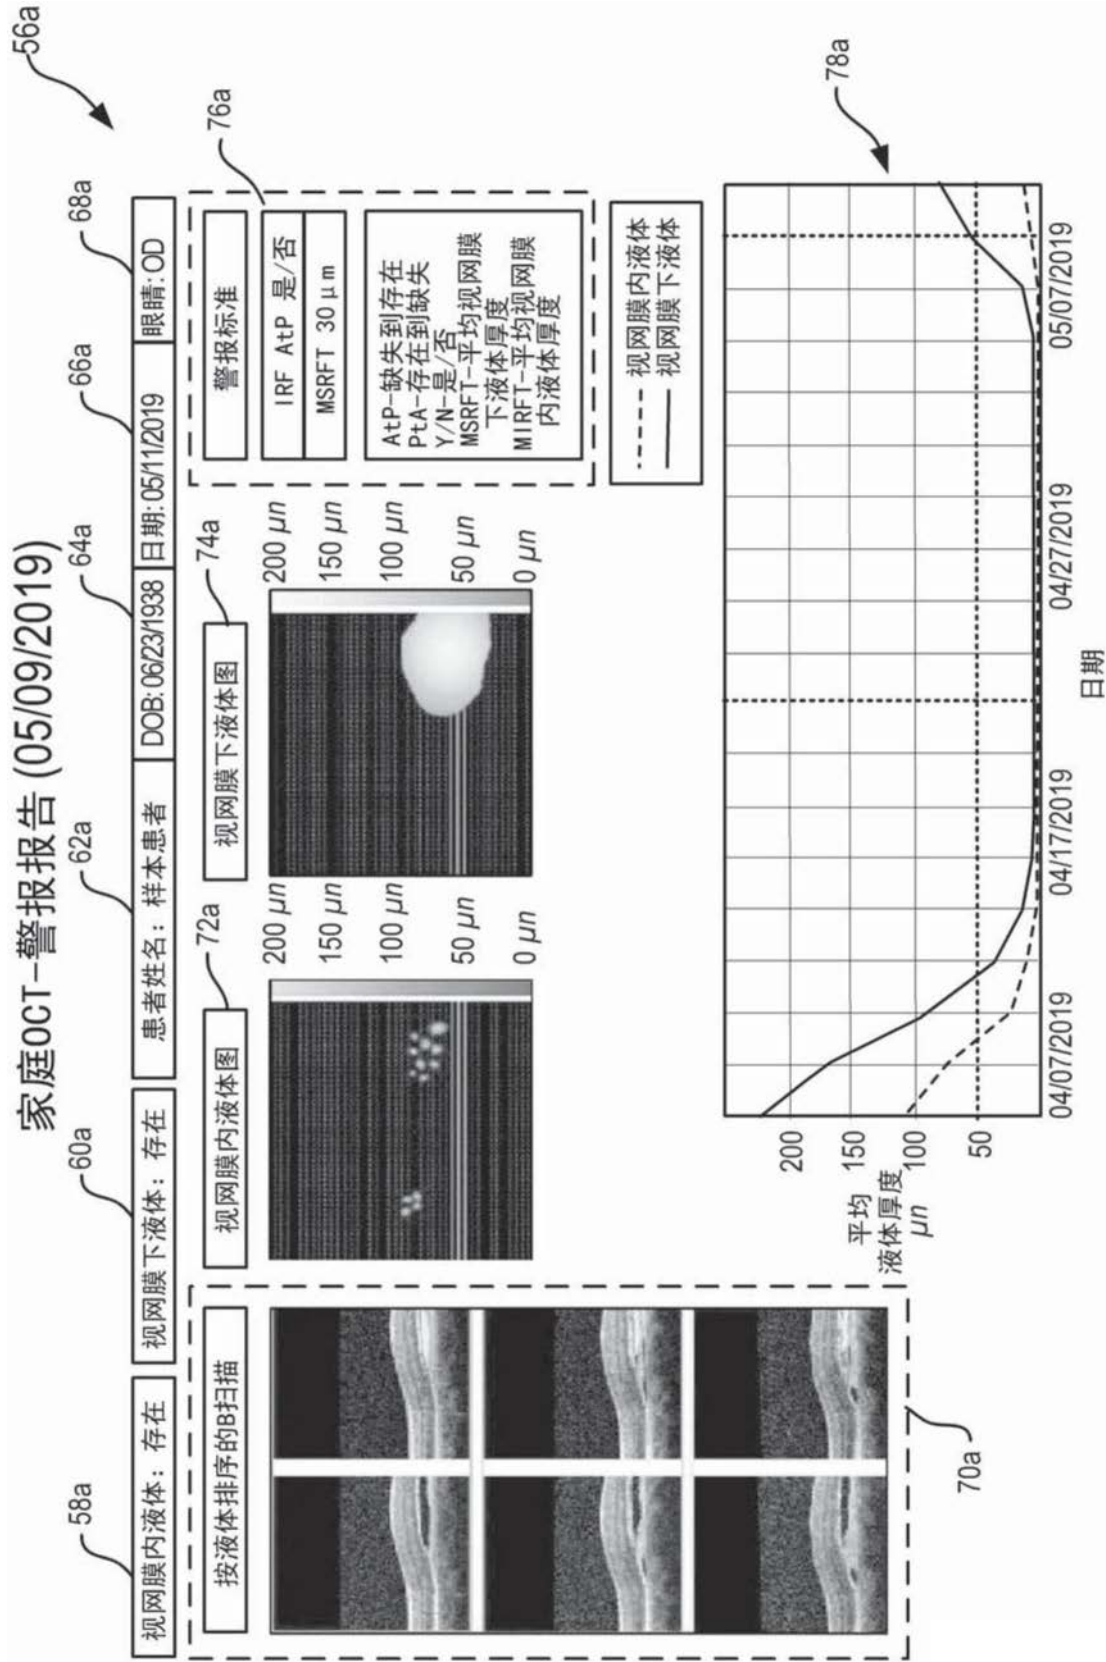 家庭OCT-警报报告 (05/09/2019)
56a
58a
60a
62a
64a
66a
68a
视网膜内液体：存在
视网膜下液体：存在
患者姓名：样本患者
DOB:06/23/1938
日期:05/11/2019
眼睛:OD
按液体排序的B扫描
70a
视网膜内液体图
72a
200 μn
150 μn
100 μn
50 μn
0 μn
视网膜下液体图
74a
200 μn
150 μn
100 μn
50 μn
0 μn
76a
警报标准
IRF AtP 是/否
MSRFT 30μm
AtP-缺失到存在
PtA-存在到缺失
Y/N-是/否
MSRFT-平均视网膜
下液体厚度
MIRFT-平均视网膜
内液体厚度
视网膜内液体
视网膜下液体
78a
平均
液体厚度
μn
200
150
100
50
04/07/2019
04/17/2019
04/27/2019
05/07/2019
日期